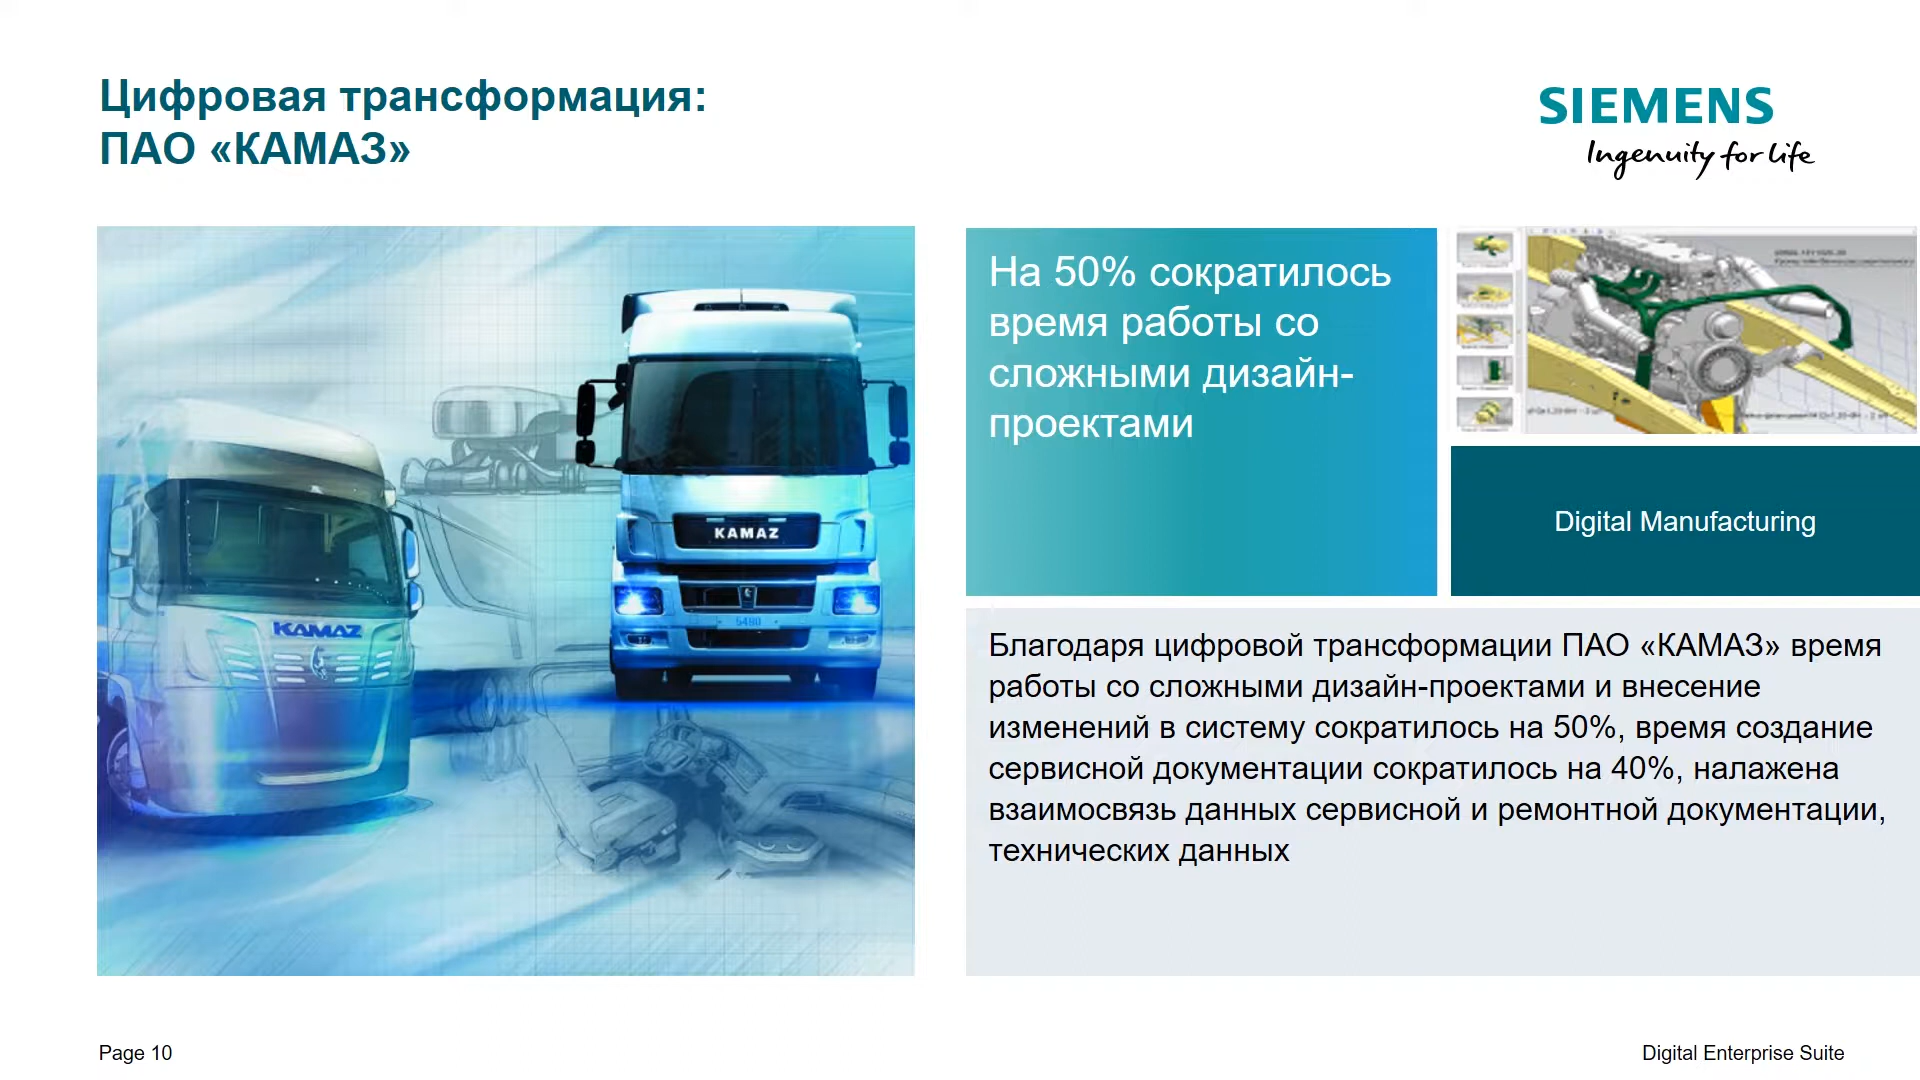 Цифровая трансформация:
ПАО «КАМАЗ»
SIEMENS
Ingenuity for life
На 50% сократилось
время работы со
сложными дизайн-
проектами
Digital Manufacturing
KAMAZ
5490
KAMAZ
Благодаря цифровой трансформации ПАО «КАМАЗ» время
работы со сложными дизайн-проектами и внесение
изменений в систему сократилось на 50%, время создание
сервисной документации сократилось на 40%, налажена
взаимосвязь данных сервисной и ремонтной документации,
технических данных
Page 10
Digital Enterprise Suite